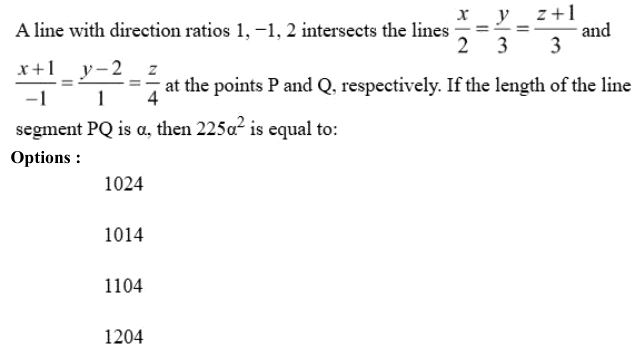 A line with direction ratios 1, −1, 2 intersects the lines x/2 = y/3 = (z+1)/3 and
(x+1)/−1 = (y−2)/1 = z/4 at the points P and Q, respectively. If the length of the line
segment PQ is α, then 225α² is equal to:
Options :
1024
1014
1104
1204